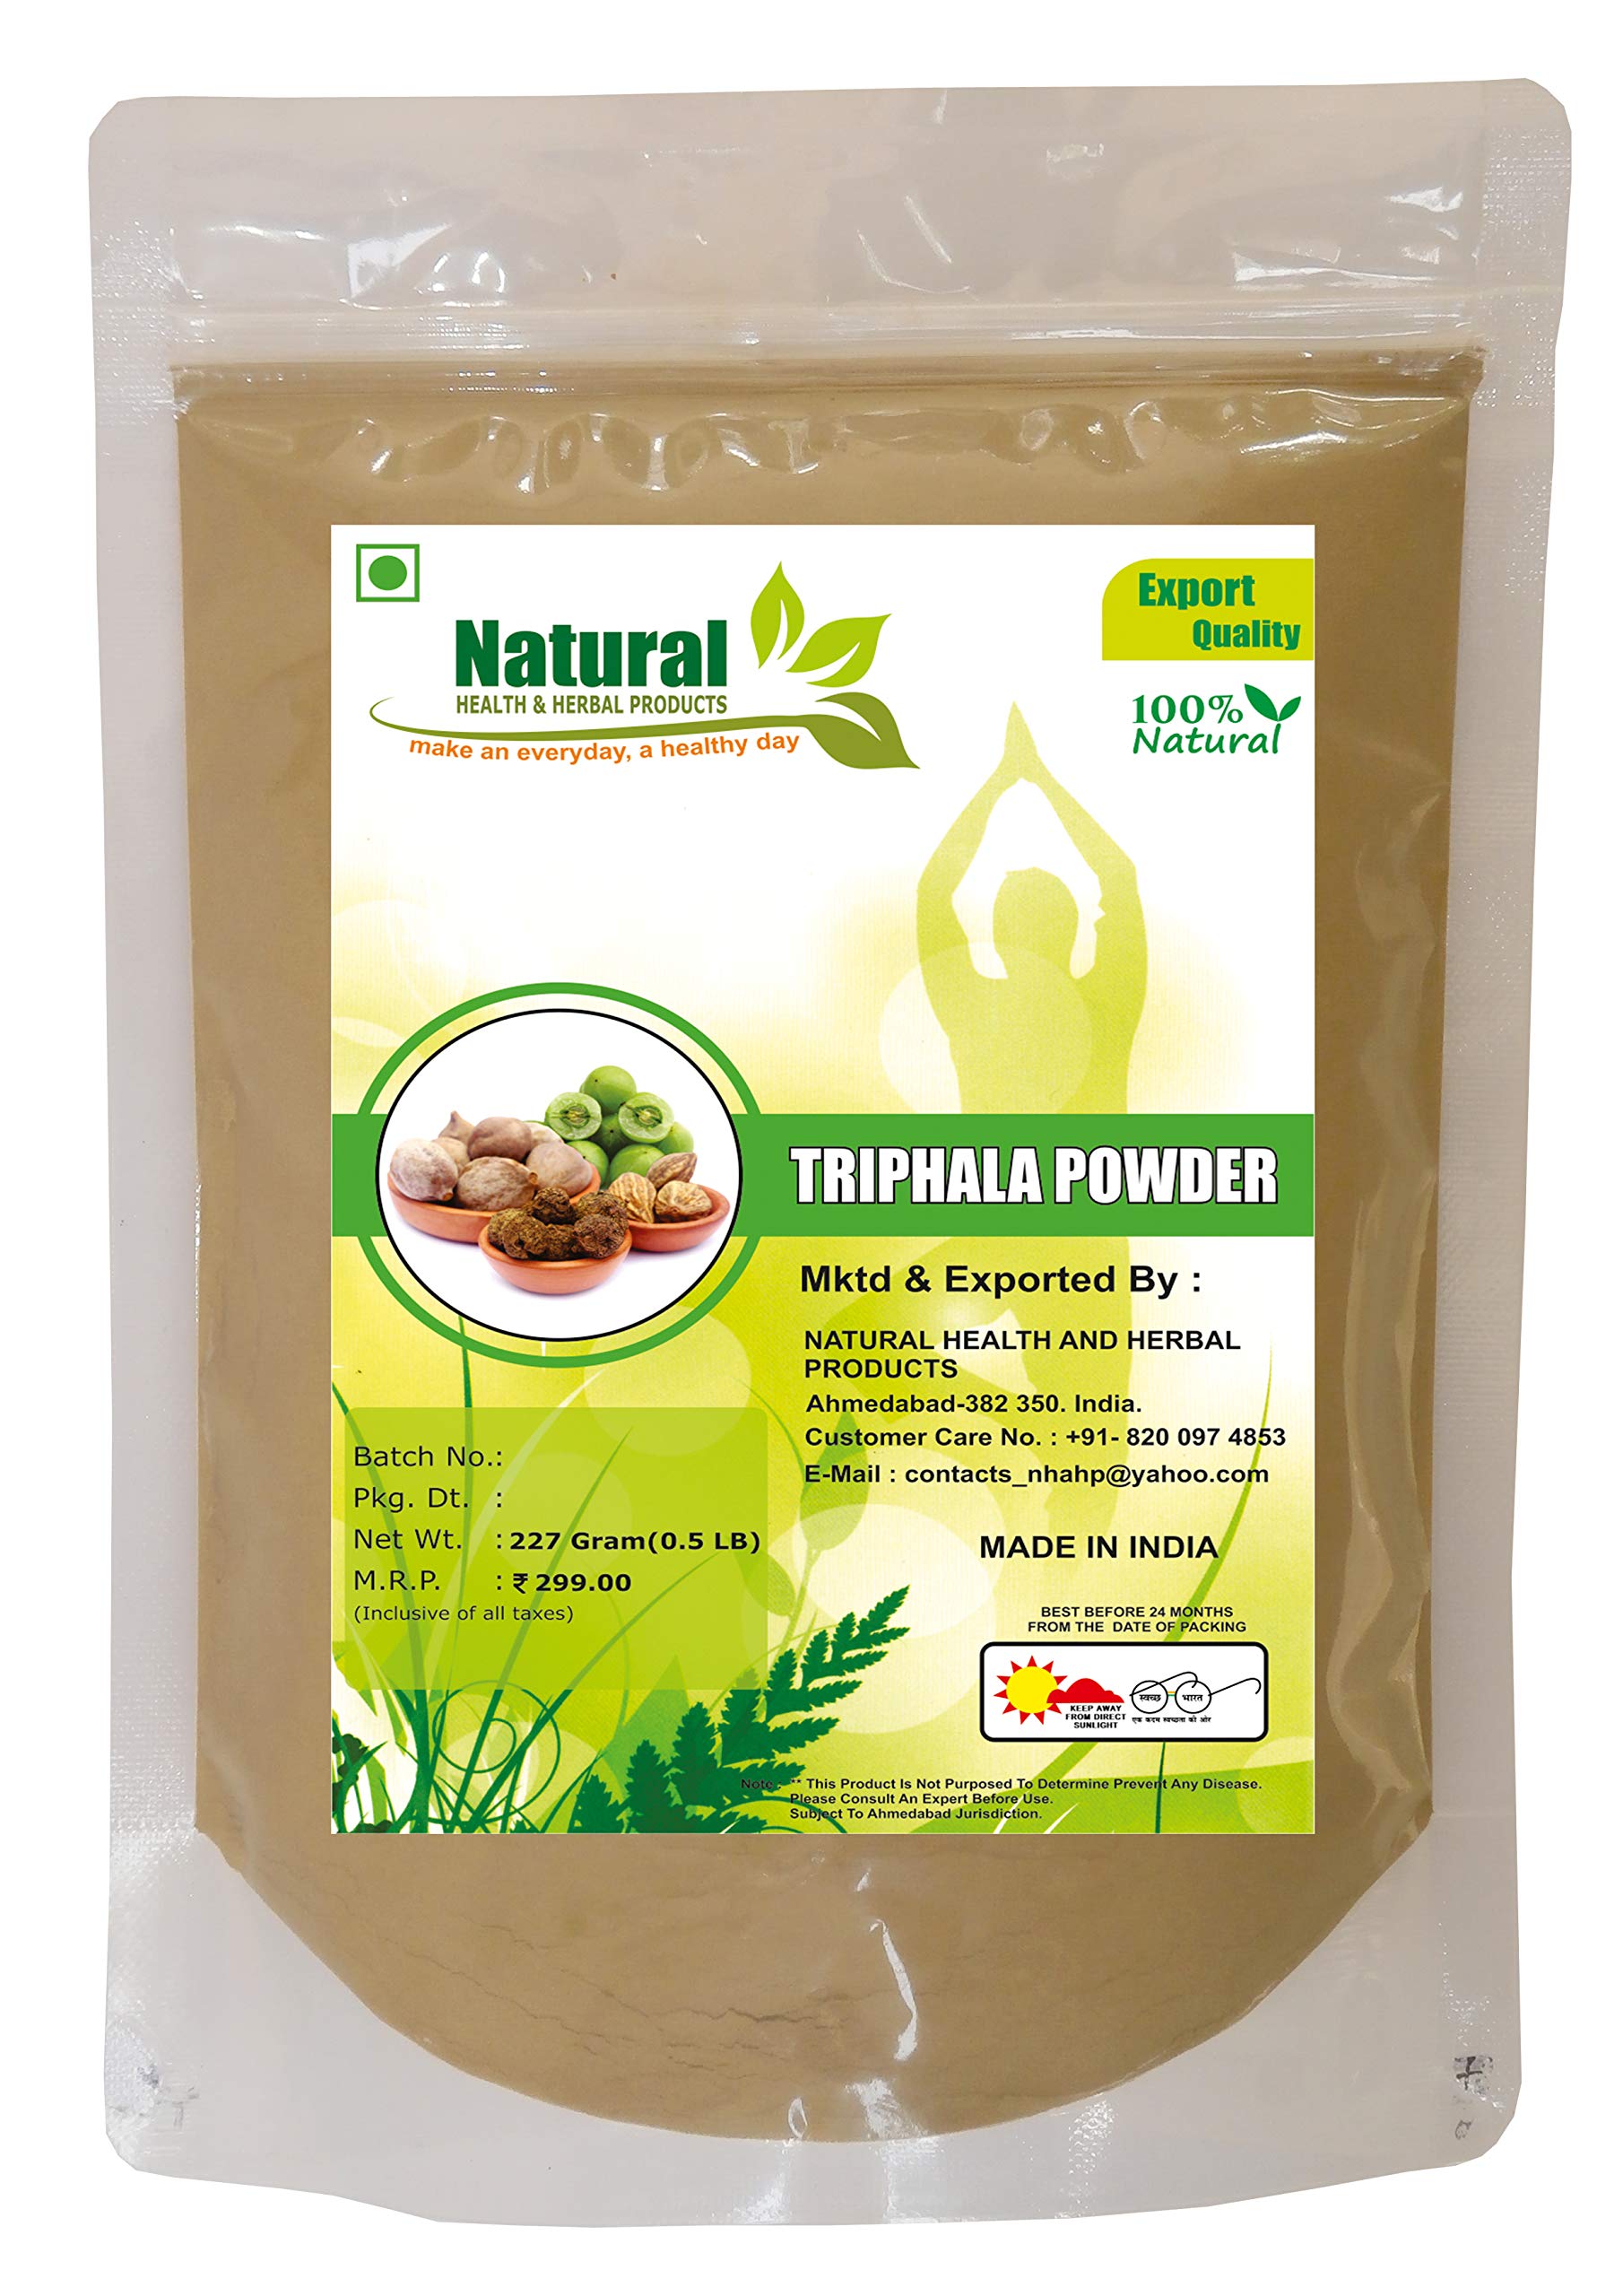 Export
Quality
Natural
HEALTH & HERBAL PRODUCTS
make an everyday, a healthy day
100%
Natural
TRIPHALA POWDER
Mktd & Exported By :
NATURAL HEALTH AND HERBAL
PRODUCTS
Ahmedabad-382 350. India.
Customer Care No. : +91- 820 097 4853
E-Mail : contacts_nhahp@yahoo.com
Batch No.:
Pkg. Dt. :
Net Wt. : 227 Gram(0.5 LB)
M.R.P. : ₹ 299.00
(Inclusive of all taxes)
MADE IN INDIA
BEST BEFORE 24 MONTHS
FROM THE DATE OF PACKING
KEEP AWAY
FROM DIRECT
SUNLIGHT
स्वच्छ भारत
एक कदम स्वच्छता की ओर
Note : ** This Product Is Not Purposed To Determine Prevent Any Disease.
Please Consult An Expert Before Use.
Subject To Ahmedabad Jurisdiction.